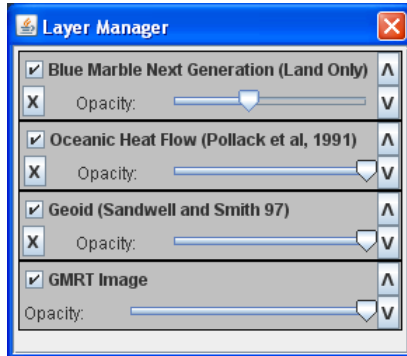 Layer Manager
Blue Marble Next Generation (Land Only) Λ
X Opacity: V
Oceanic Heat Flow (Pollack et al, 1991) Λ
X Opacity: V
Geoid (Sandwell and Smith 97) Λ
X Opacity: V
GMRT Image Λ
Opacity: V